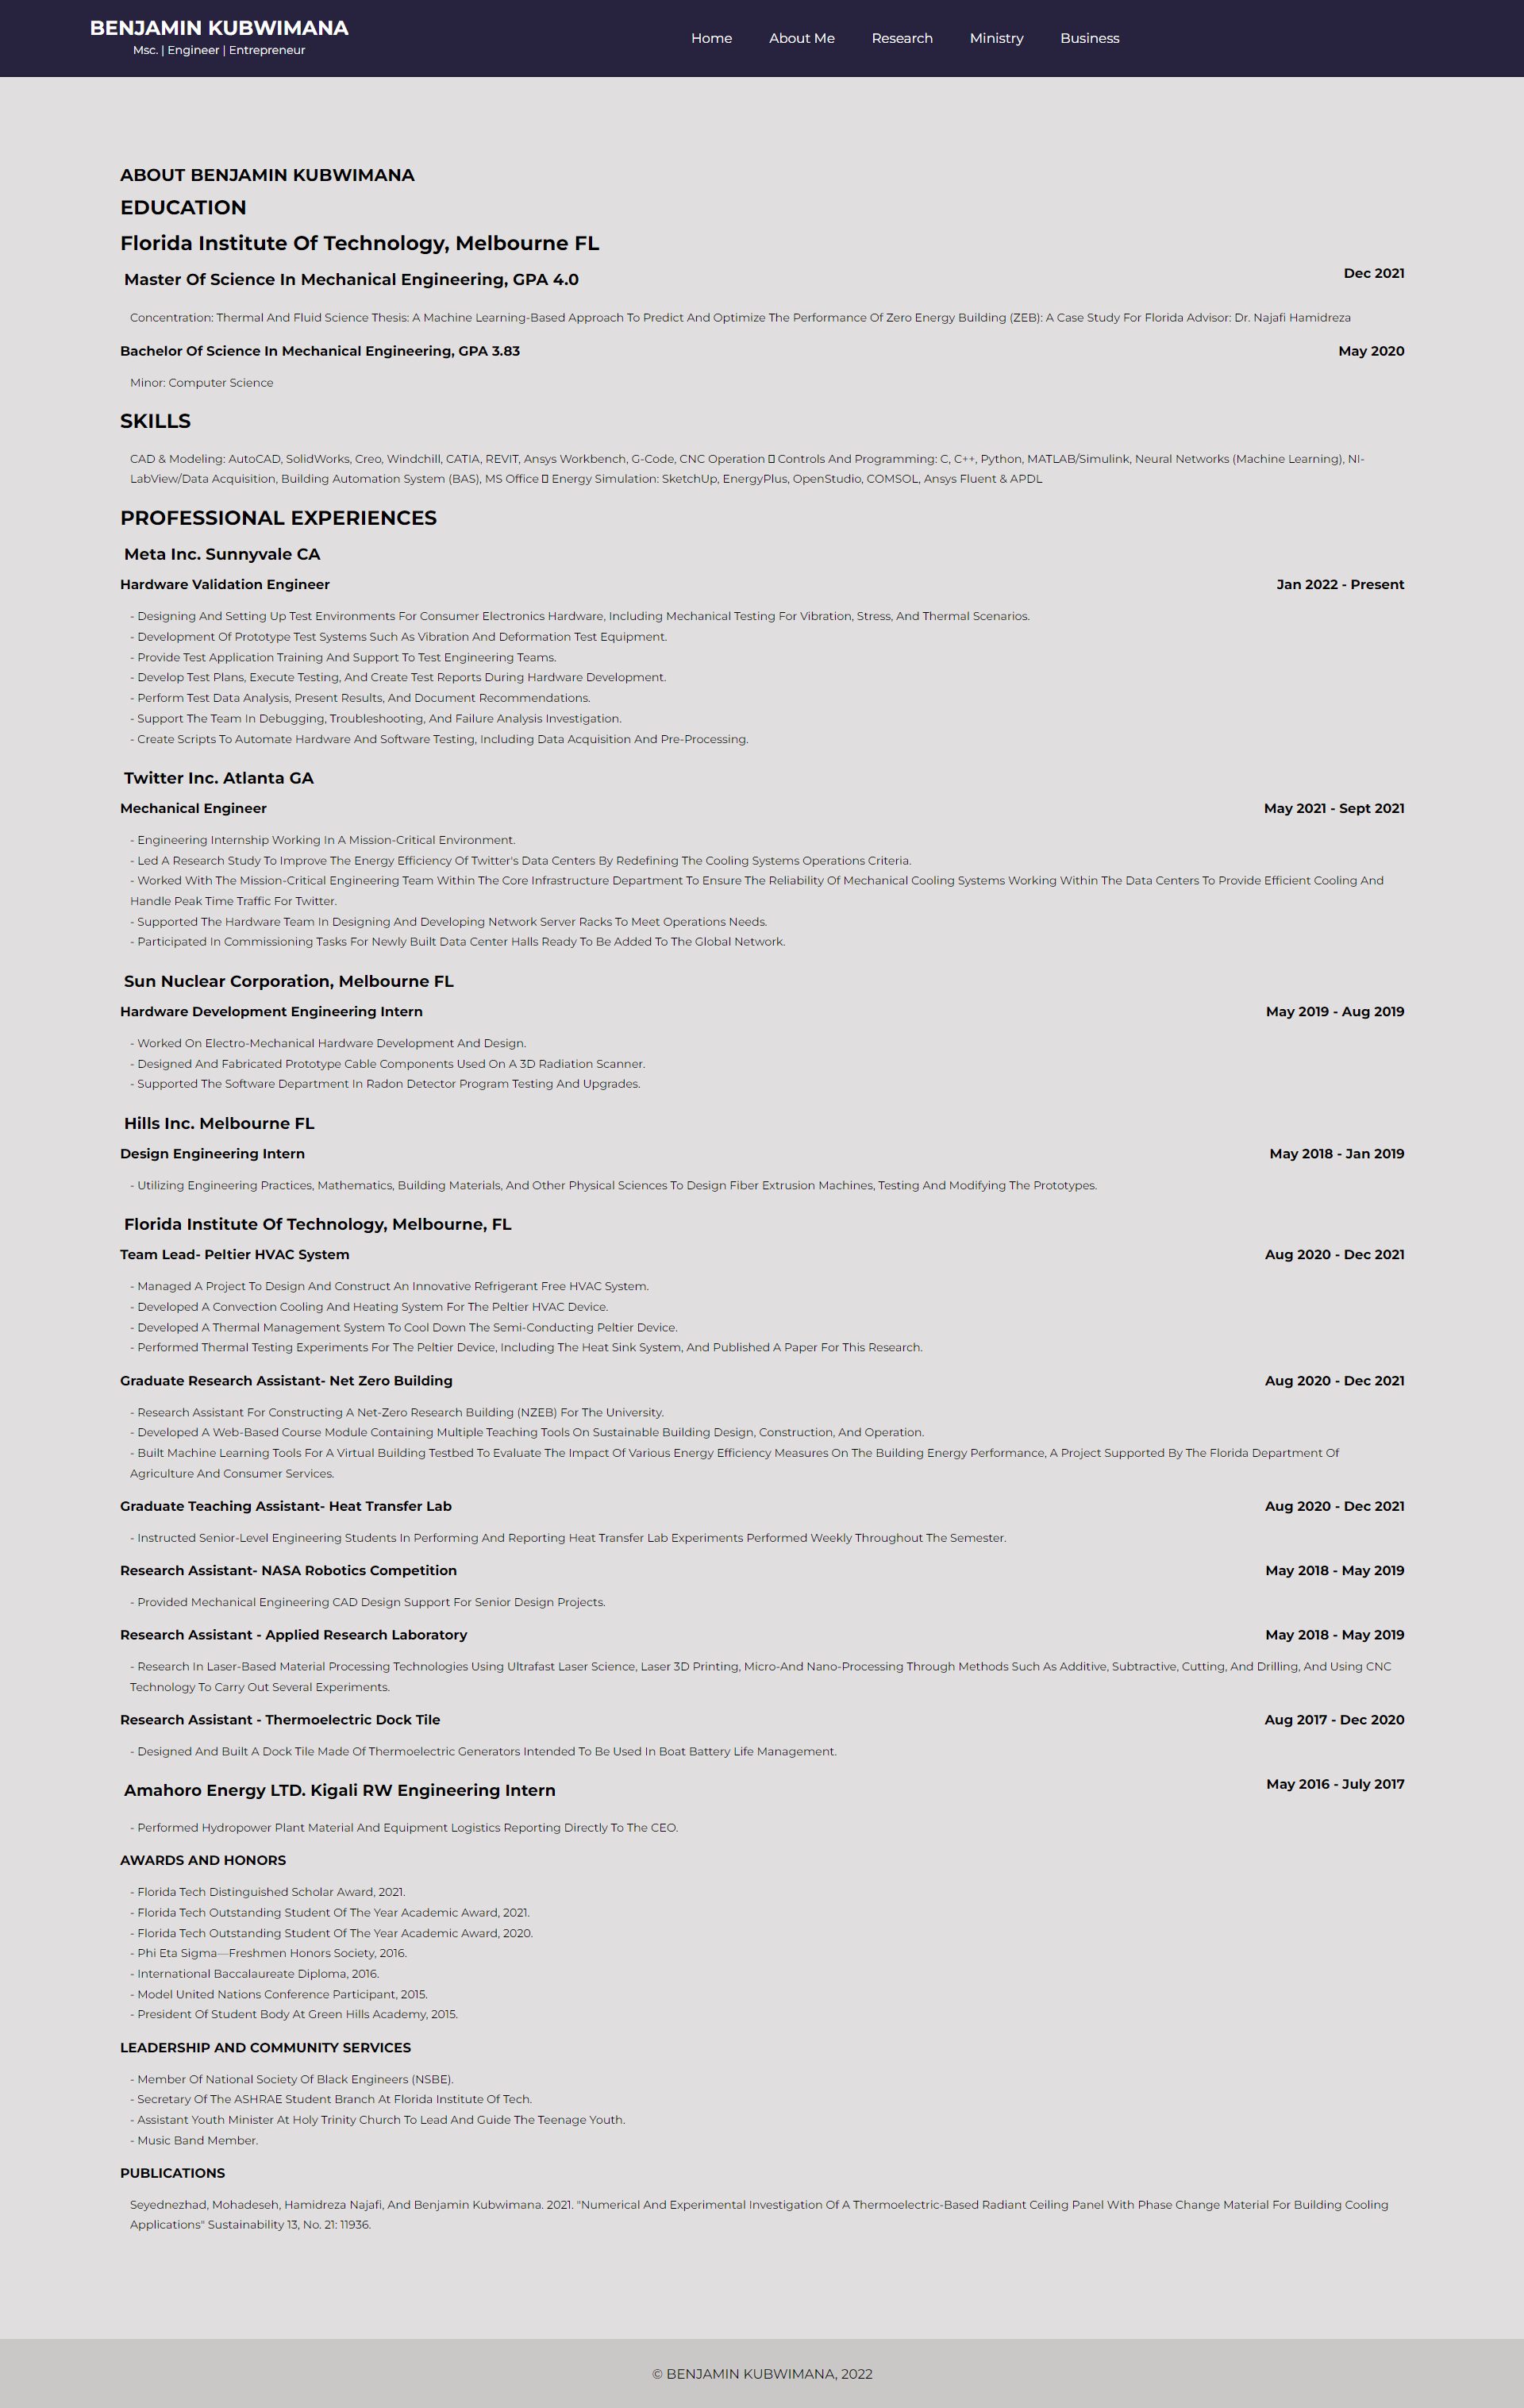 BENJAMIN KUBWIMANA
Msc. | Engineer | Entrepreneur
Home About Me Research Ministry Business
ABOUT BENJAMIN KUBWIMANA
EDUCATION
Florida Institute Of Technology, Melbourne FL
Master Of Science In Mechanical Engineering, GPA 4.0 Dec 2021
Concentration: Thermal And Fluid Science Thesis: A Machine Learning-Based Approach To Predict And Optimize The Performance Of Zero Energy Building (ZEB): A Case Study For Florida Advisor: Dr. Najafi Hamidreza
Bachelor Of Science In Mechanical Engineering, GPA 3.83 May 2020
Minor: Computer Science
SKILLS
CAD & Modeling: AutoCAD, SolidWorks, Creo, Windchill, CATIA, REVIT, Ansys Workbench, G-Code, CNC Operation  Controls And Programming: C, C++, Python, MATLAB/Simulink, Neural Networks (Machine Learning), NI-
LabView/Data Acquisition, Building Automation System (BAS), MS Office  Energy Simulation: SketchUp, EnergyPlus, OpenStudio, COMSOL, Ansys Fluent & APDL
PROFESSIONAL EXPERIENCES
Meta Inc. Sunnyvale CA
Hardware Validation Engineer Jan 2022 - Present
- Designing And Setting Up Test Environments For Consumer Electronics Hardware, Including Mechanical Testing For Vibration, Stress, And Thermal Scenarios.
- Development Of Prototype Test Systems Such As Vibration And Deformation Test Equipment.
- Provide Test Application Training And Support To Test Engineering Teams.
- Develop Test Plans, Execute Testing, And Create Test Reports During Hardware Development.
- Perform Test Data Analysis, Present Results, And Document Recommendations.
- Support The Team In Debugging, Troubleshooting, And Failure Analysis Investigation.
- Create Scripts To Automate Hardware And Software Testing, Including Data Acquisition And Pre-Processing.
Twitter Inc. Atlanta GA
Mechanical Engineer May 2021 - Sept 2021
- Engineering Internship Working In A Mission-Critical Environment.
- Led A Research Study To Improve The Energy Efficiency Of Twitter's Data Centers By Redefining The Cooling Systems Operations Criteria.
- Worked With The Mission-Critical Engineering Team Within The Core Infrastructure Department To Ensure The Reliability Of Mechanical Cooling Systems Working Within The Data Centers To Provide Efficient Cooling And
Handle Peak Time Traffic For Twitter.
- Supported The Hardware Team In Designing And Developing Network Server Racks To Meet Operations Needs.
- Participated In Commissioning Tasks For Newly Built Data Center Halls Ready To Be Added To The Global Network.
Sun Nuclear Corporation, Melbourne FL
Hardware Development Engineering Intern May 2019 - Aug 2019
- Worked On Electro-Mechanical Hardware Development And Design.
- Designed And Fabricated Prototype Cable Components Used On A 3D Radiation Scanner.
- Supported The Software Department In Radon Detector Program Testing And Upgrades.
Hills Inc. Melbourne FL
Design Engineering Intern May 2018 - Jan 2019
- Utilizing Engineering Practices, Mathematics, Building Materials, And Other Physical Sciences To Design Fiber Extrusion Machines, Testing And Modifying The Prototypes.
Florida Institute Of Technology, Melbourne, FL
Team Lead- Peltier HVAC System Aug 2020 - Dec 2021
- Managed A Project To Design And Construct An Innovative Refrigerant Free HVAC System.
- Developed A Convection Cooling And Heating System For The Peltier HVAC Device.
- Developed A Thermal Management System To Cool Down The Semi-Conducting Peltier Device.
- Performed Thermal Testing Experiments For The Peltier Device, Including The Heat Sink System, And Published A Paper For This Research.
Graduate Research Assistant- Net Zero Building Aug 2020 - Dec 2021
- Research Assistant For Constructing A Net-Zero Research Building (NZEB) For The University.
- Developed A Web-Based Course Module Containing Multiple Teaching Tools On Sustainable Building Design, Construction, And Operation.
- Built Machine Learning Tools For A Virtual Building Testbed To Evaluate The Impact Of Various Energy Efficiency Measures On The Building Energy Performance, A Project Supported By The Florida Department Of
Agriculture And Consumer Services.
Graduate Teaching Assistant- Heat Transfer Lab Aug 2020 - Dec 2021
- Instructed Senior-Level Engineering Students In Performing And Reporting Heat Transfer Lab Experiments Performed Weekly Throughout The Semester.
Research Assistant- NASA Robotics Competition May 2018 - May 2019
- Provided Mechanical Engineering CAD Design Support For Senior Design Projects.
Research Assistant - Applied Research Laboratory May 2018 - May 2019
- Research In Laser-Based Material Processing Technologies Using Ultrafast Laser Science, Laser 3D Printing, Micro-And Nano-Processing Through Methods Such As Additive, Subtractive, Cutting, And Drilling, And Using CNC
Technology To Carry Out Several Experiments.
Research Assistant - Thermoelectric Dock Tile Aug 2017 - Dec 2020
- Designed And Built A Dock Tile Made Of Thermoelectric Generators Intended To Be Used In Boat Battery Life Management.
Amahoro Energy LTD. Kigali RW Engineering Intern May 2016 - July 2017
- Performed Hydropower Plant Material And Equipment Logistics Reporting Directly To The CEO.
AWARDS AND HONORS
- Florida Tech Distinguished Scholar Award, 2021.
- Florida Tech Outstanding Student Of The Year Academic Award, 2021.
- Florida Tech Outstanding Student Of The Year Academic Award, 2020.
- Phi Eta Sigma—Freshmen Honors Society, 2016.
- International Baccalaureate Diploma, 2016.
- Model United Nations Conference Participant, 2015.
- President Of Student Body At Green Hills Academy, 2015.
LEADERSHIP AND COMMUNITY SERVICES
- Member Of National Society Of Black Engineers (NSBE).
- Secretary Of The ASHRAE Student Branch At Florida Institute Of Tech.
- Assistant Youth Minister At Holy Trinity Church To Lead And Guide The Teenage Youth.
- Music Band Member.
PUBLICATIONS
Seyednezhad, Mohadeseh, Hamidreza Najafi, And Benjamin Kubwimana. 2021. "Numerical And Experimental Investigation Of A Thermoelectric-Based Radiant Ceiling Panel With Phase Change Material For Building Cooling
Applications" Sustainability 13, No. 21: 11936.
© BENJAMIN KUBWIMANA, 2022